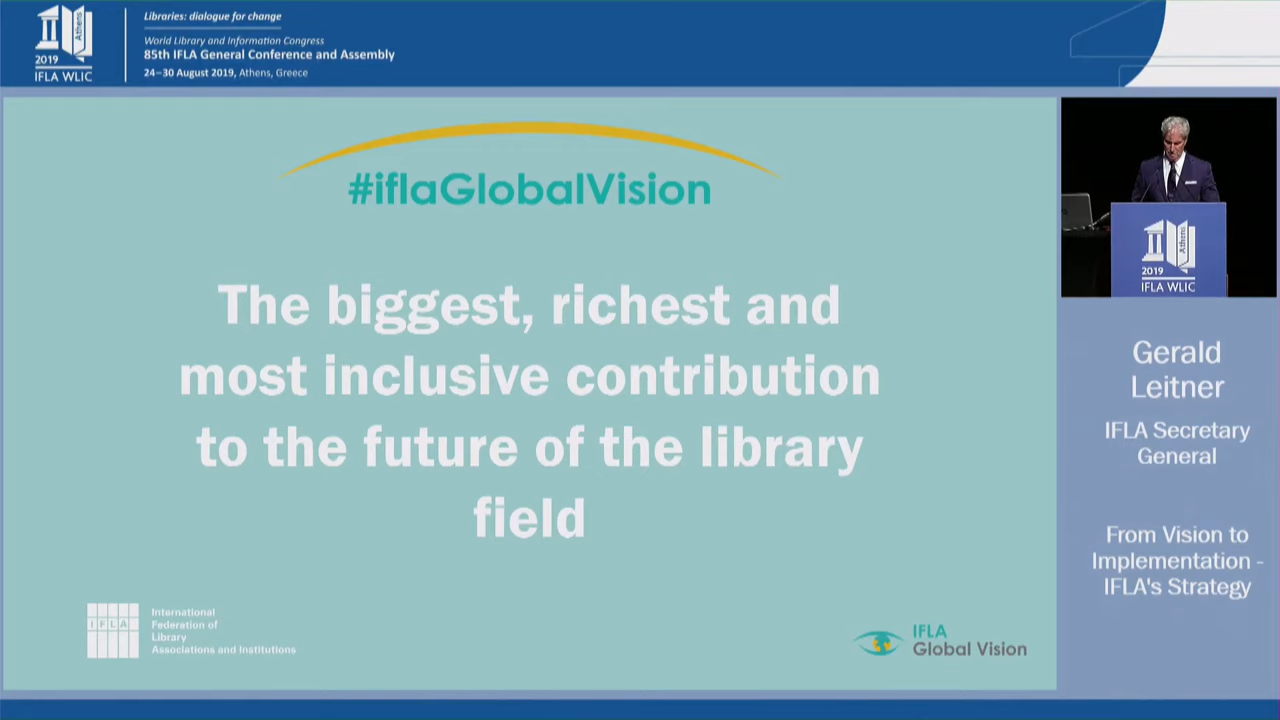 Libraries: dialogue for change
World Library and Information Congress
85th IFLA General Conference and Assembly
24–30 August 2019, Athens, Greece
Athens
2019
IFLA WLIC
#iflaGlobalVision
The biggest, richest and
most inclusive contribution
to the future of the library
field
IFLA
International
Federation of
Library
Associations and Institutions
IFLA
Global Vision
Athens
2019
IFLA WLIC
Gerald
Leitner
IFLA Secretary
General
From Vision to
Implementation -
IFLA's Strategy